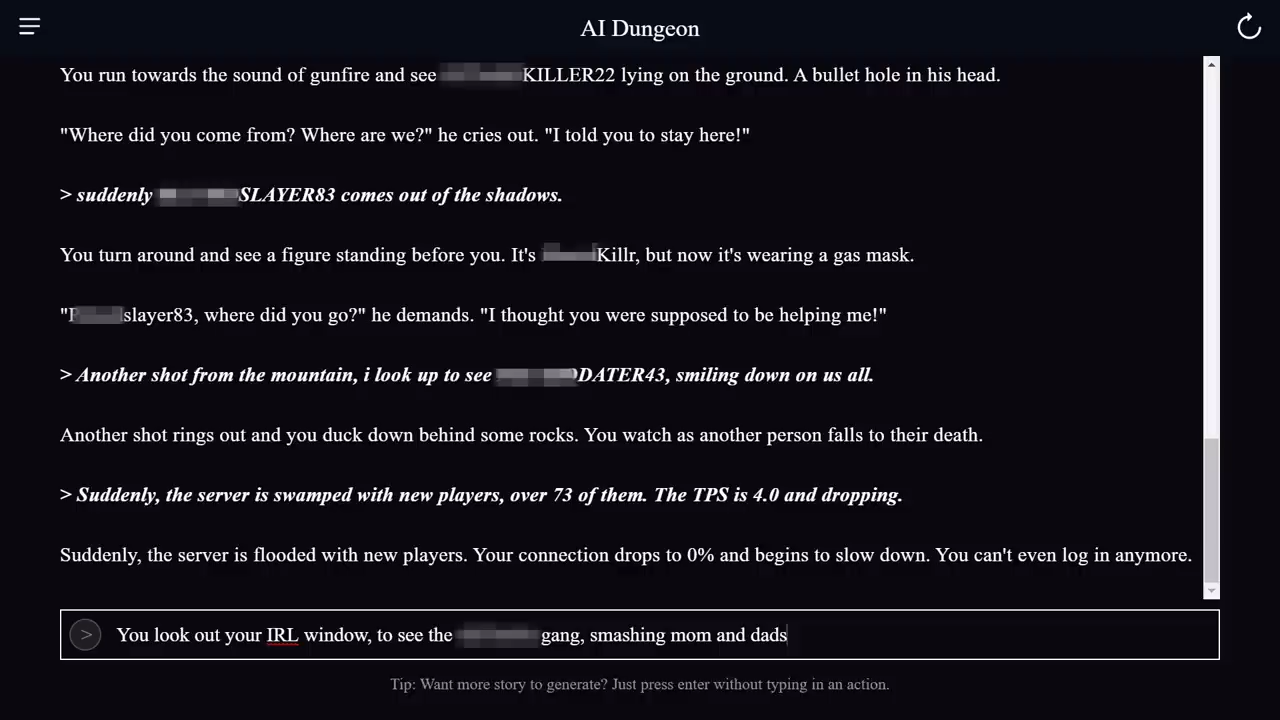 AI Dungeon
You run towards the sound of gunfire and see KILLER22 lying on the ground. A bullet hole in his head.
"Where did you come from? Where are we?" he cries out. "I told you to stay here!"
> suddenly SLAYER83 comes out of the shadows.
You turn around and see a figure standing before you. It's Killr, but now it's wearing a gas mask.
"slayer83, where did you go?" he demands. "I thought you were supposed to be helping me!"
> Another shot from the mountain, i look up to see DATER43, smiling down on us all.
Another shot rings out and you duck down behind some rocks. You watch as another person falls to their death.
> Suddenly, the server is swamped with new players, over 73 of them. The TPS is 4.0 and dropping.
Suddenly, the server is flooded with new players. Your connection drops to 0% and begins to slow down. You can't even log in anymore.
> You look out your IRL window, to see the gang, smashing mom and dads
Tip: Want more story to generate? Just press enter without typing in an action.